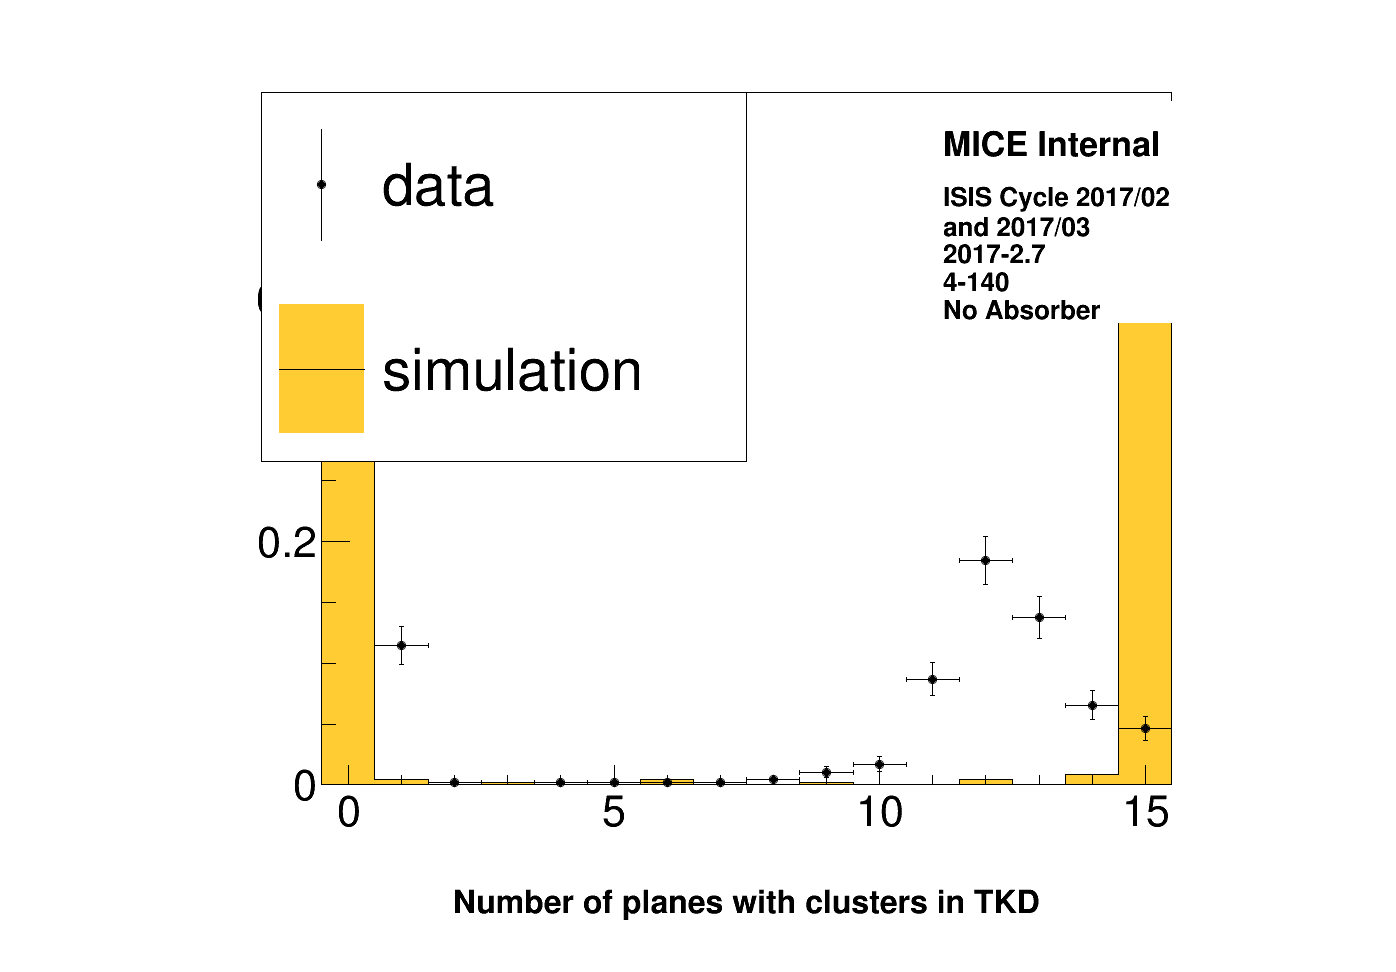 data
simulation
MICE Internal
ISIS Cycle 2017/02
and 2017/03
2017-2.7
4-140
No Absorber
0.2
0
0 5 10 15
Number of planes with clusters in TKD